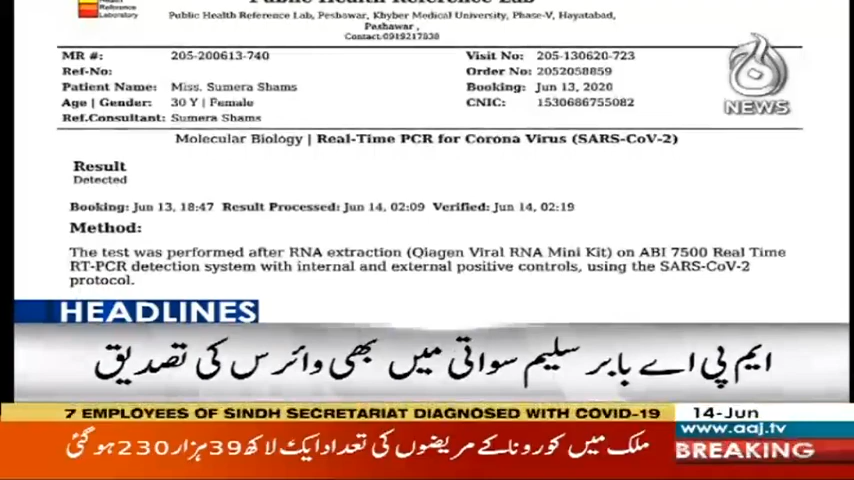 Public Health Reference Lab
Health
Reference
Laboratory
Public Health Reference Lab, Peshawar, Khyber Medical University, Phase-V, Hayatabad,
Peshawar ,
Contact:0919217838
MR #: 205-200613-740 Visit No: 205-130620-723
Ref-No: Order No: 2052058859
Patient Name: Miss. Sumera Shams Booking: Jun 13, 2020
Age | Gender: 30 Y | Female CNIC: 1530686755082
Ref.Consultant: Sumera Shams
NEWS
Molecular Biology | Real-Time PCR for Corona Virus (SARS-CoV-2)
Result
Detected
Booking: Jun 13, 18:47 Result Processed: Jun 14, 02:09 Verified: Jun 14, 02:19
Method:
The test was performed after RNA extraction (Qiagen Viral RNA Mini Kit) on ABI 7500 Real Time
RT-PCR detection system with internal and external positive controls, using the SARS-CoV-2
protocol.
HEADLINES
ایم پی اے بابر سلیم سواتی میں بھی وائرس کی تصدیق
7 EMPLOYEES OF SINDH SECRETARIAT DIAGNOSED WITH COVID-19 14-Jun
www.aaj.tv
ملک میں کورونا کے مریضوں کی تعداد ایک لاکھ 39 ہزار 230 ہو گئی
BREAKING